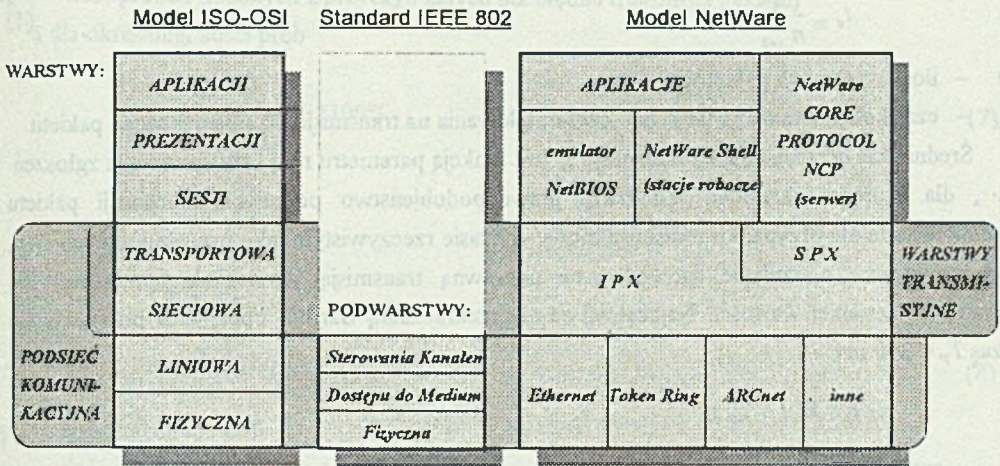 Model ISO-OSI
Standard IEEE 802
Model NetWare
WARSTWY:
APLIKACJI
PREZENTACJI
SESJI
TRANSPORTOWA
SIECIOWA
LINIOWA
FIZYCZNA
PODSIEĆ
KOMUNI-
KACYJNA
PODWARSTWY:
Sterowania Kanałem
Dostępu do Medium
Fizyczna
APLIKACJE
emulator
NetBIOS
NetWare Shell
(stacje robocze)
NetWare
CORE
PROTOCOL
NCP
(serwer)
I P X
S P X
WARSTWY
TRANSMI-
SYJNE
Ethernet
Token Ring
ARCnet
inne